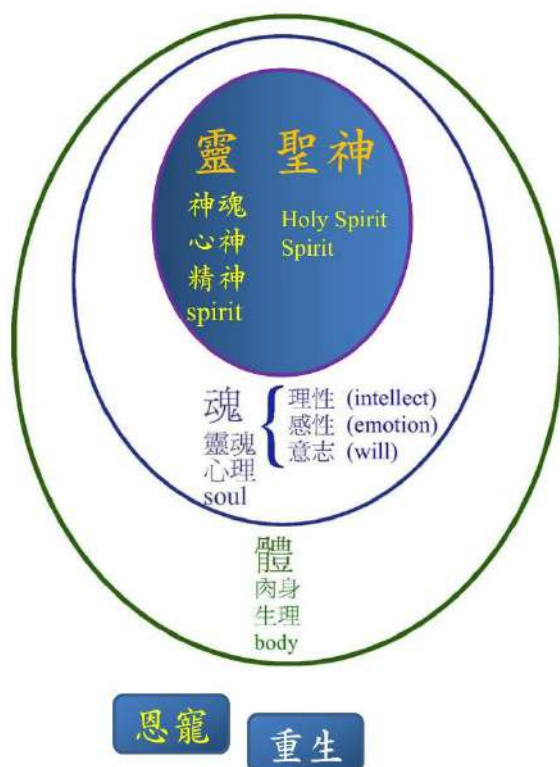 靈 聖神
神魂
心神
精神
spirit
Holy Spirit
Spirit
魂
靈魂
心理
soul
理性 (intellect)
感性 (emotion)
意志 (will)
體
肉身
生理
body
恩寵
重生